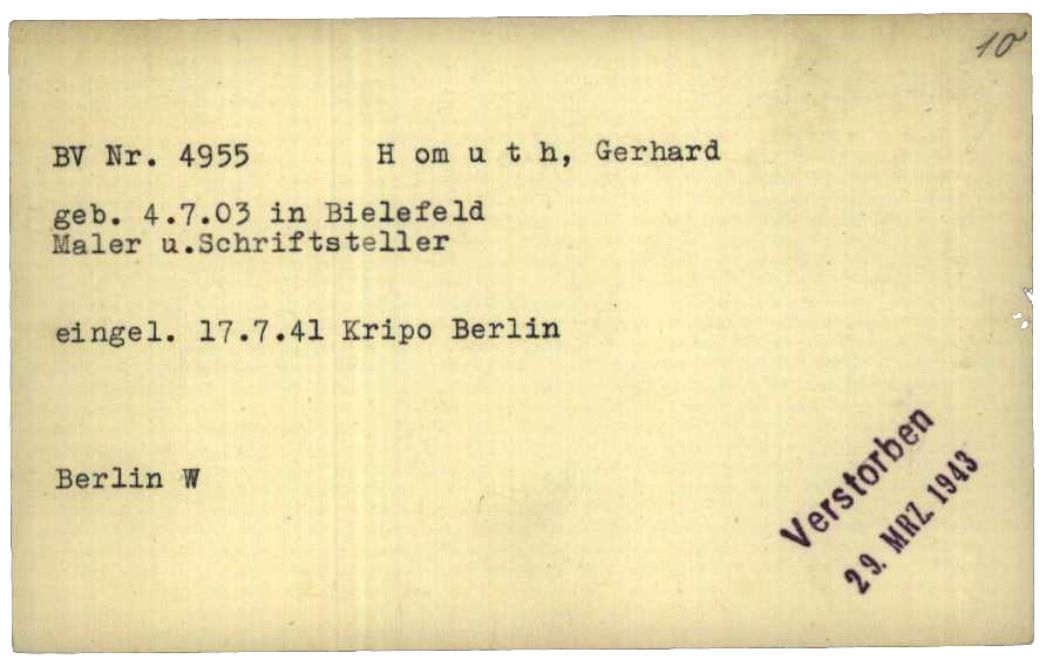 10
BV Nr. 4955 H om u t h, Gerhard
geb. 4.7.03 in Bielefeld
Maler u.Schriftsteller
eingel. 17.7.41 Kripo Berlin
Berlin W
Verstorben
29. MRZ. 1943